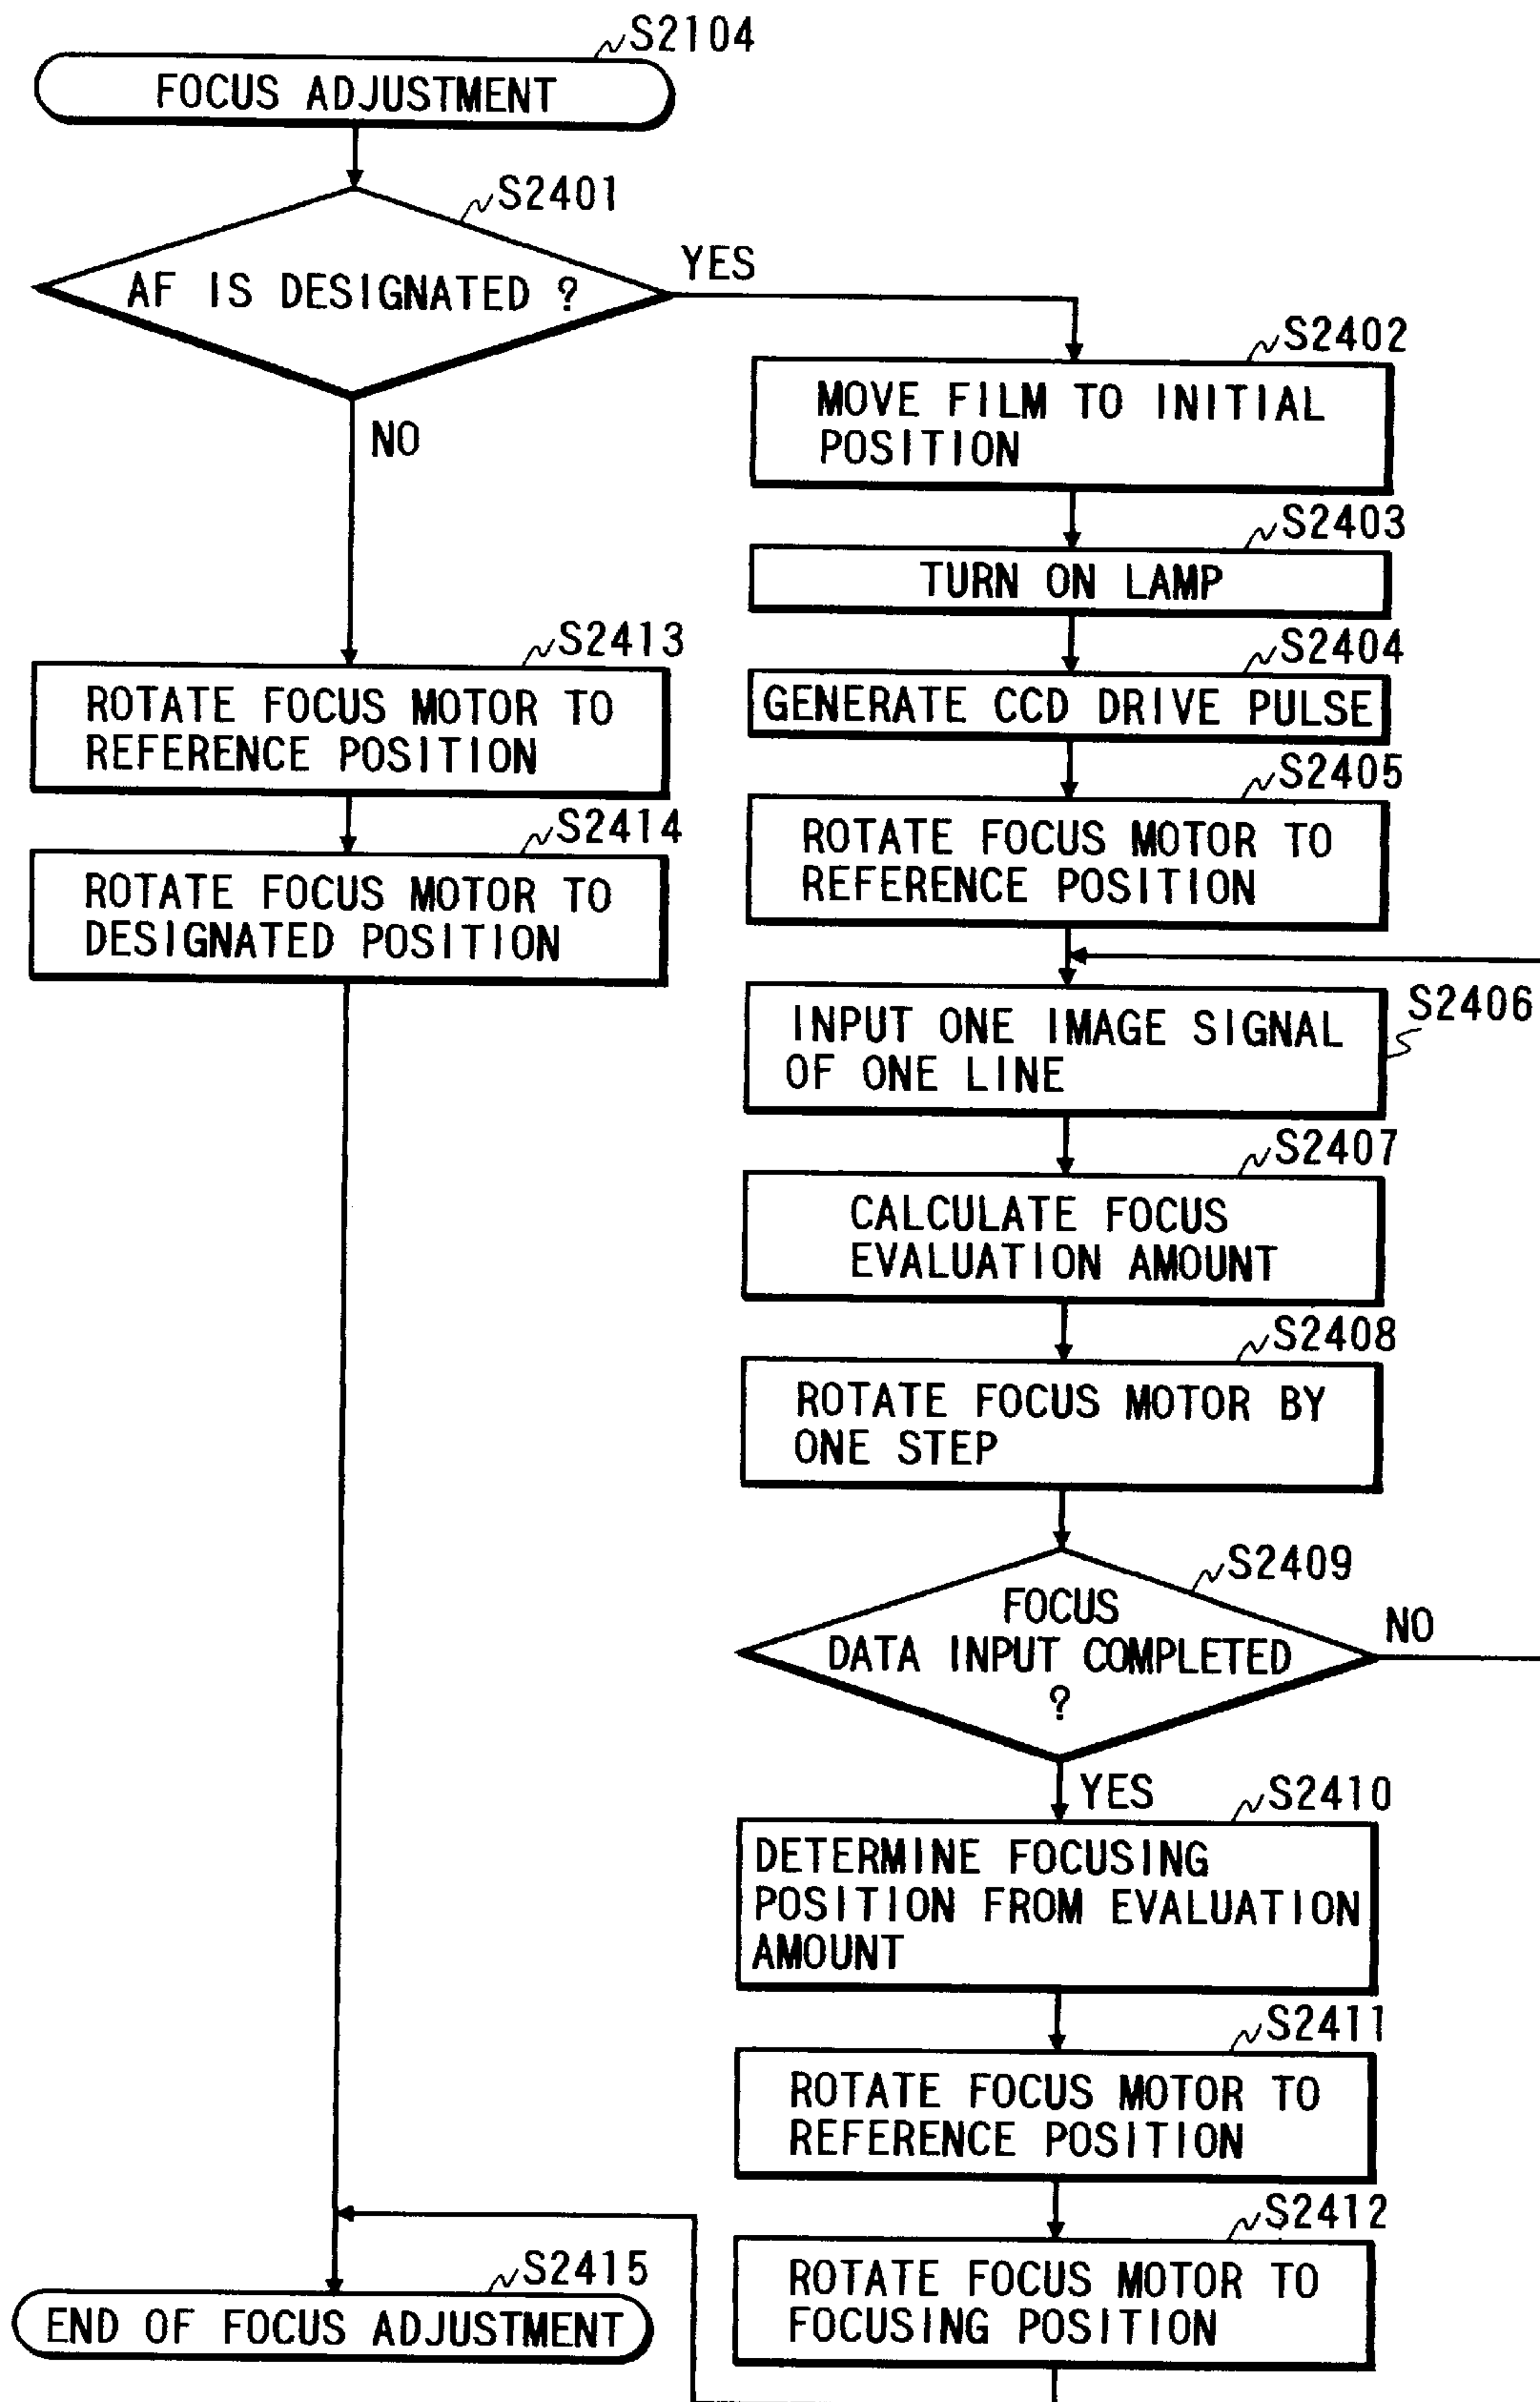 S2104
FOCUS ADJUSTMENT
S2401
AF IS DESIGNATED ?
YES
NO
S2402
MOVE FILM TO INITIAL
POSITION
S2403
TURN ON LAMP
S2404
GENERATE CCD DRIVE PULSE
S2405
ROTATE FOCUS MOTOR TO
REFERENCE POSITION
S2413
ROTATE FOCUS MOTOR TO
REFERENCE POSITION
S2414
ROTATE FOCUS MOTOR TO
DESIGNATED POSITION
S2406
INPUT ONE IMAGE SIGNAL
OF ONE LINE
S2407
CALCULATE FOCUS
EVALUATION AMOUNT
S2408
ROTATE FOCUS MOTOR BY
ONE STEP
S2409
FOCUS
DATA INPUT COMPLETED
?
NO
YES
S2410
DETERMINE FOCUSING
POSITION FROM EVALUATION
AMOUNT
S2411
ROTATE FOCUS MOTOR TO
REFERENCE POSITION
S2412
ROTATE FOCUS MOTOR TO
FOCUSING POSITION
S2415
END OF FOCUS ADJUSTMENT